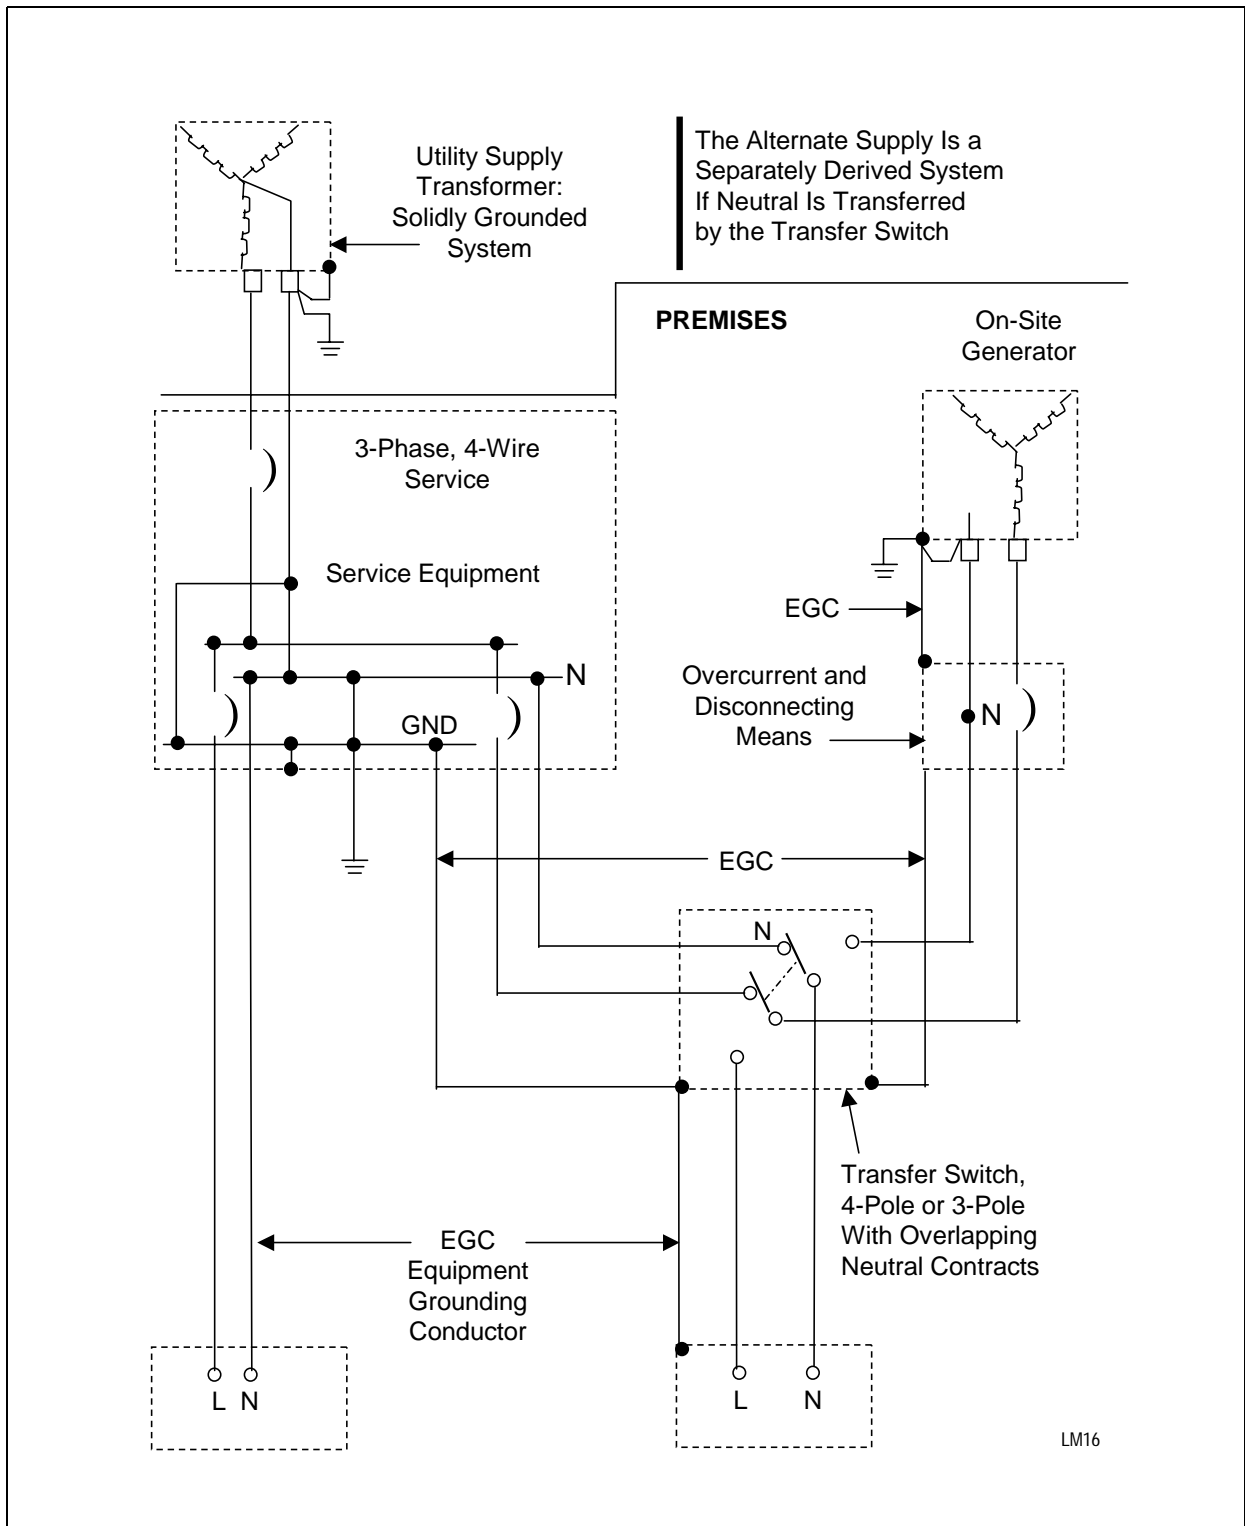 Utility Supply
Transformer:
Solidly Grounded
System
The Alternate Supply Is a
Separately Derived System
If Neutral Is Transferred
by the Transfer Switch
PREMISES
On-Site
Generator
3-Phase, 4-Wire
Service
Service Equipment
EGC
N
GND
Overcurrent and
Disconnecting
Means
N
EGC
N
Transfer Switch,
4-Pole or 3-Pole
With Overlapping
Neutral Contracts
EGC
Equipment
Grounding
Conductor
L N
L N
LM16